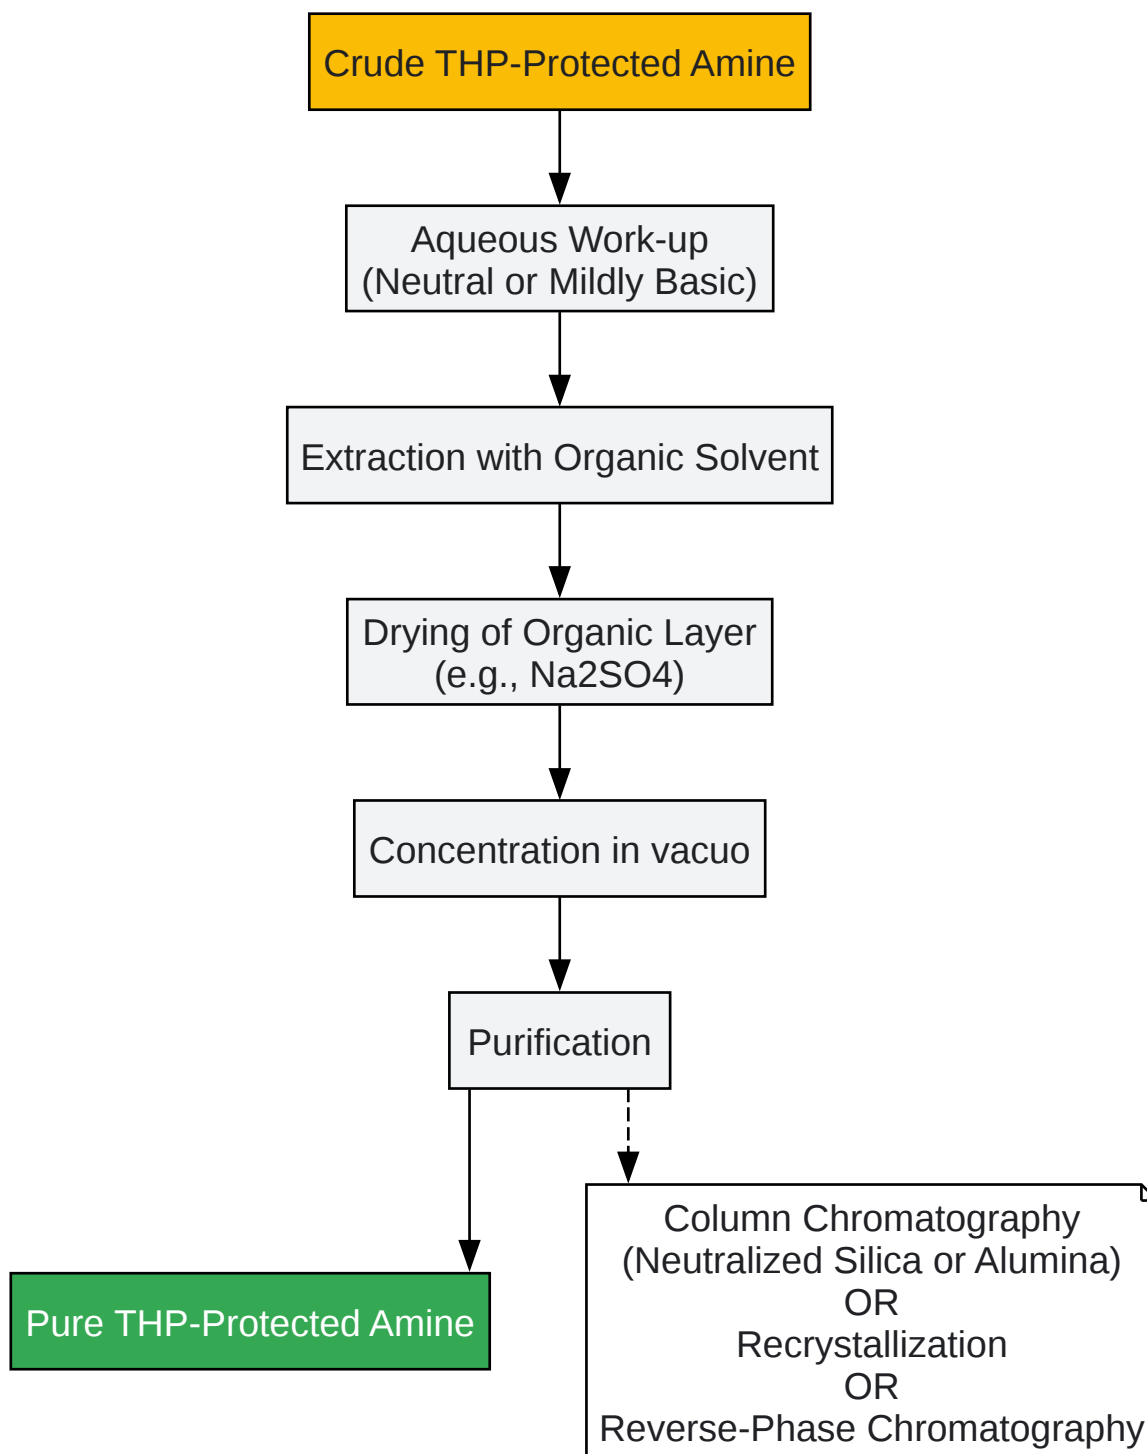 Crude THP-Protected Amine
Aqueous Work-up
(Neutral or Mildly Basic)
Extraction with Organic Solvent
Drying of Organic Layer
(e.g., Na2SO4)
Concentration in vacuo
Purification
Pure THP-Protected Amine
Column Chromatography
(Neutralized Silica or Alumina)
OR
Recrystallization
OR
Reverse-Phase Chromatography